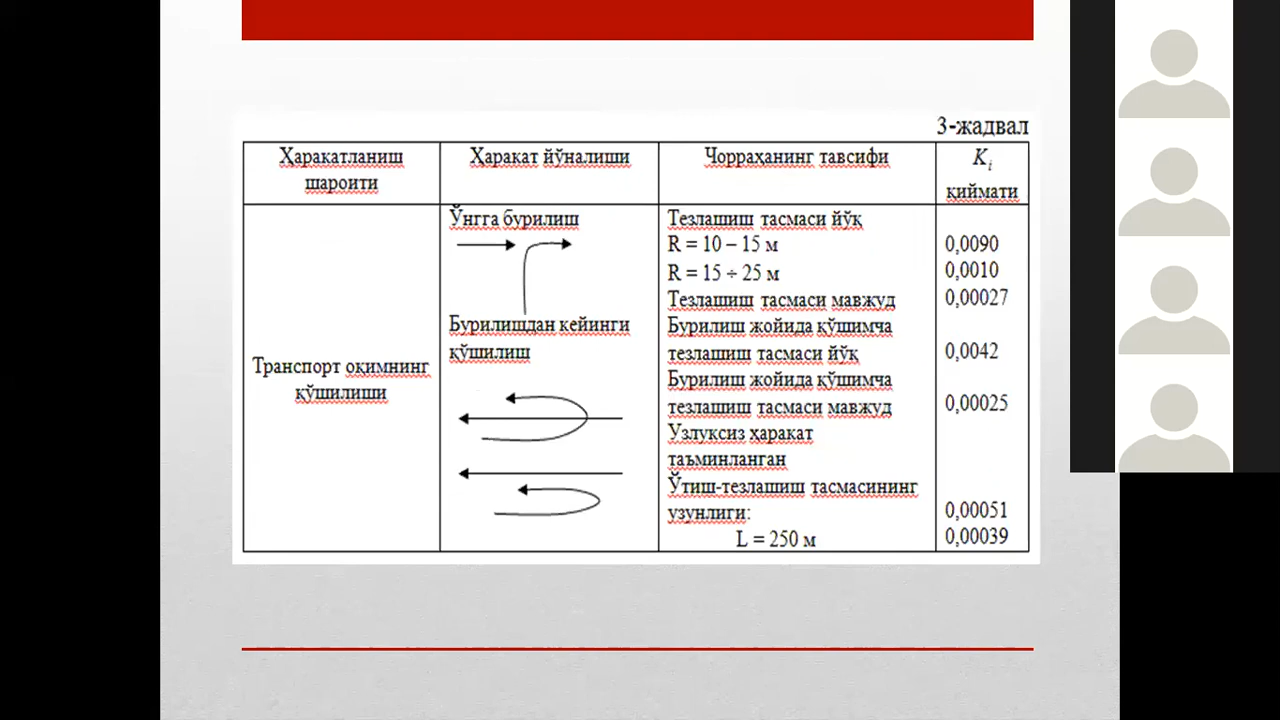 3-жадвал
Ҳаракатланиш
шароити
Ҳаракат йўналиши
Чорраҳанинг тавсифи
Ki
қиймати
Транспорт оқимнинг
қўшилиши
Ўнгга бурилиш
Бурилишдан кейинги
қўшилиш
Тезлашиш тасмаси йўқ
R = 10 – 15 м
R = 15 ÷ 25 м
Тезлашиш тасмаси мавжуд
Бурилиш жойида қўшимча
тезлашиш тасмаси йўқ
Бурилиш жойида қўшимча
тезлашиш тасмаси мавжуд
Узлуксиз ҳаракат
таъминланган
Ўтиш-тезлашиш тасмасининг
узунлиги:
L = 250 м
0,0090
0,0010
0,00027
0,0042
0,00025
0,00051
0,00039